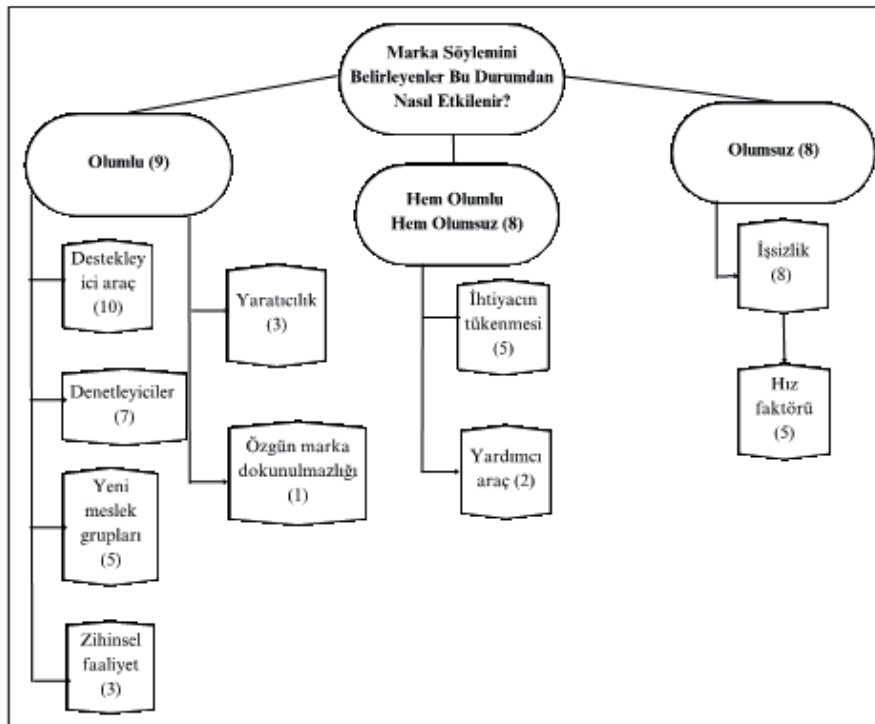 Marka Söylemini
Belirleyenler Bu Durumdan
Nasıl Etkilenir?
Olumlu (9)
Hem Olumlu
Hem Olumsuz (8)
Olumsuz (8)
Destekley
ici araç
(10)
Denetleyiciler
(7)
Yeni
meslek
grupları
(5)
Zihinsel
faaliyet
(3)
Yaratıcılık
(3)
Özgün marka
dokunulmazlığı
(1)
İhtiyacın
tükenmesi
(5)
Yardımcı
araç (2)
İşsizlik
(8)
Hız
faktörü
(5)